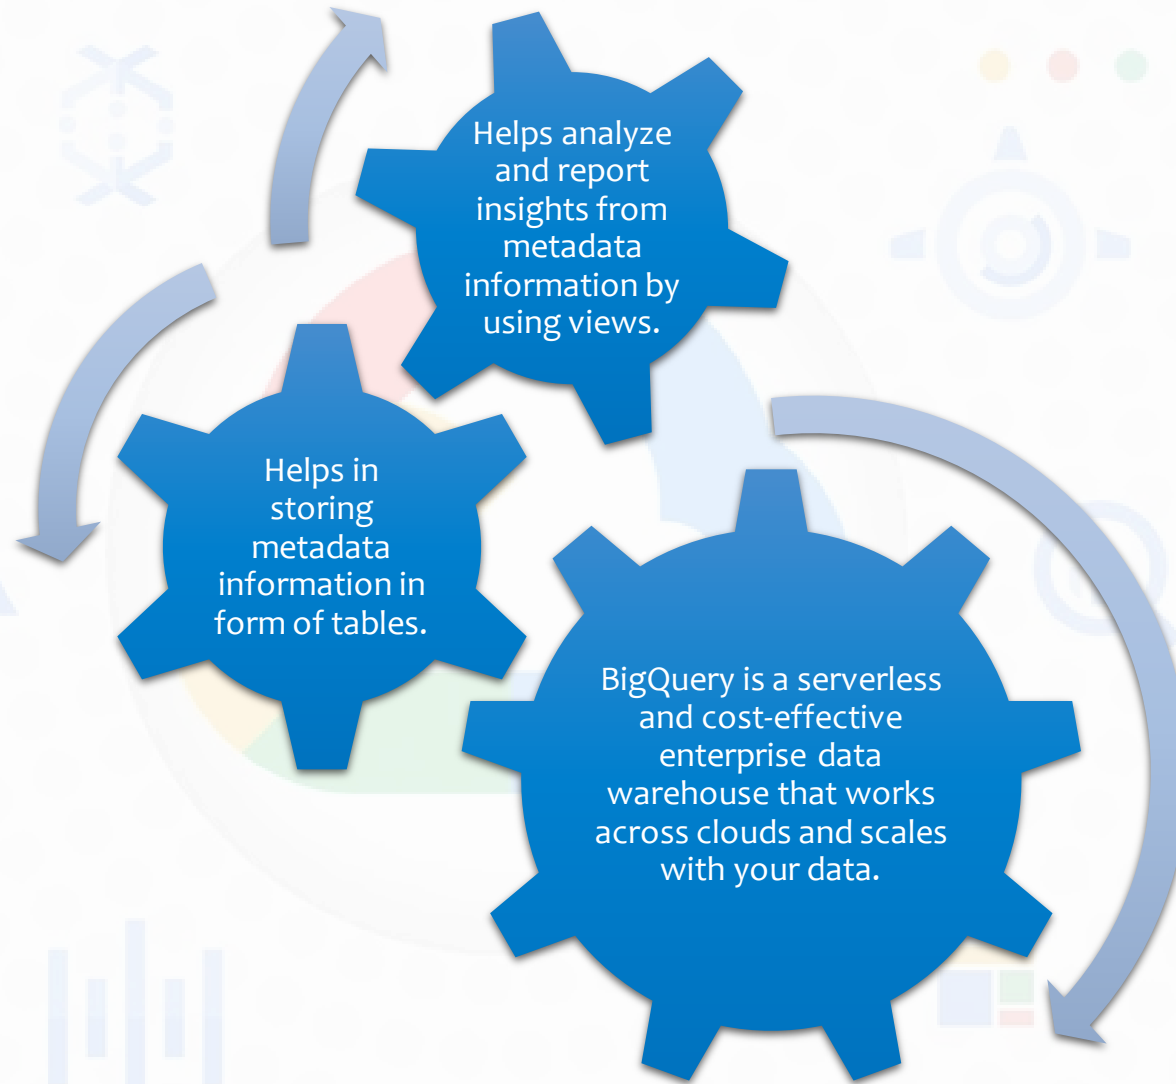 Helps analyze
and report
insights from
metadata
information by
using views.
Helps in
storing
metadata
information in
form of tables.
BigQuery is a serverless
and cost-effective
enterprise data
warehouse that works
across clouds and scales
with your data.